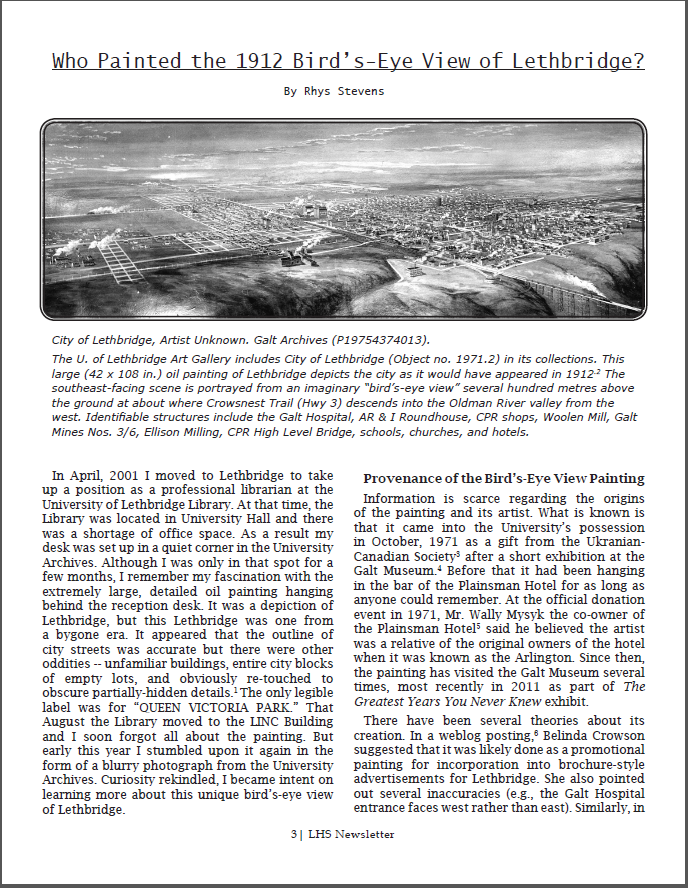 Who Painted the 1912 Bird's-Eye View of Lethbridge?
By Rhys Stevens
City of Lethbridge, Artist Unknown. Galt Archives (P19754374013).
The U. of Lethbridge Art Gallery includes City of Lethbridge (Object no. 1971.2) in its collections. This
large (42 x 108 in.) oil painting of Lethbridge depicts the city as it would have appeared in 1912.² The
southeast-facing scene is portrayed from an imaginary "bird's-eye view" several hundred metres above
the ground at about where Crowsnest Trail (Hwy 3) descends into the Oldman River valley from the
west. Identifiable structures include the Galt Hospital, AR & I Roundhouse, CPR shops, Woolen Mill, Galt
Mines Nos. 3/6, Ellison Milling, CPR High Level Bridge, schools, churches, and hotels.
In April, 2001 I moved to Lethbridge to take
up a position as a professional librarian at the
University of Lethbridge Library. At that time, the
Library was located in University Hall and there
was a shortage of office space. As a result my
desk was set up in a quiet corner in the University
Archives. Although I was only in that spot for a
few months, I remember my fascination with the
extremely large, detailed oil painting hanging
behind the reception desk. It was a depiction of
Lethbridge, but this Lethbridge was one from
a bygone era. It appeared that the outline of
city streets was accurate but there were other
oddities -- unfamiliar buildings, entire city blocks
of empty lots, and obviously re-touched to
obscure partially-hidden details.¹ The only legible
label was for "QUEEN VICTORIA PARK." That
August the Library moved to the LINC Building
and I soon forgot all about the painting. But
early this year I stumbled upon it again in the
form of a blurry photograph from the University
Archives. Curiosity rekindled, I became intent on
learning more about this unique bird's-eye view
of Lethbridge.
Provenance of the Bird's-Eye View Painting
Information is scarce regarding the origins
of the painting and its artist. What is known is
that it came into the University's possession
in October, 1971 as a gift from the Ukranian-
Canadian Society³ after a short exhibition at the
Galt Museum.⁴ Before that it had been hanging
in the bar of the Plainsman Hotel for as long as
anyone could remember. At the official donation
event in 1971, Mr. Wally Mysyk the co-owner of
the Plainsman Hotel⁵ said he believed the artist
was a relative of the original owners of the hotel
when it was known as the Arlington. Since then,
the painting has visited the Galt Museum several
times, most recently in 2011 as part of The
Greatest Years You Never Knew exhibit.
There have been several theories about its
creation. In a weblog posting,⁶ Belinda Crowson
suggested that it was likely done as a promotional
painting for incorporation into brochure-style
advertisements for Lethbridge. She also pointed
out several inaccuracies (e.g., the Galt Hospital
entrance faces west rather than east). Similarly, in
3| LHS Newsletter